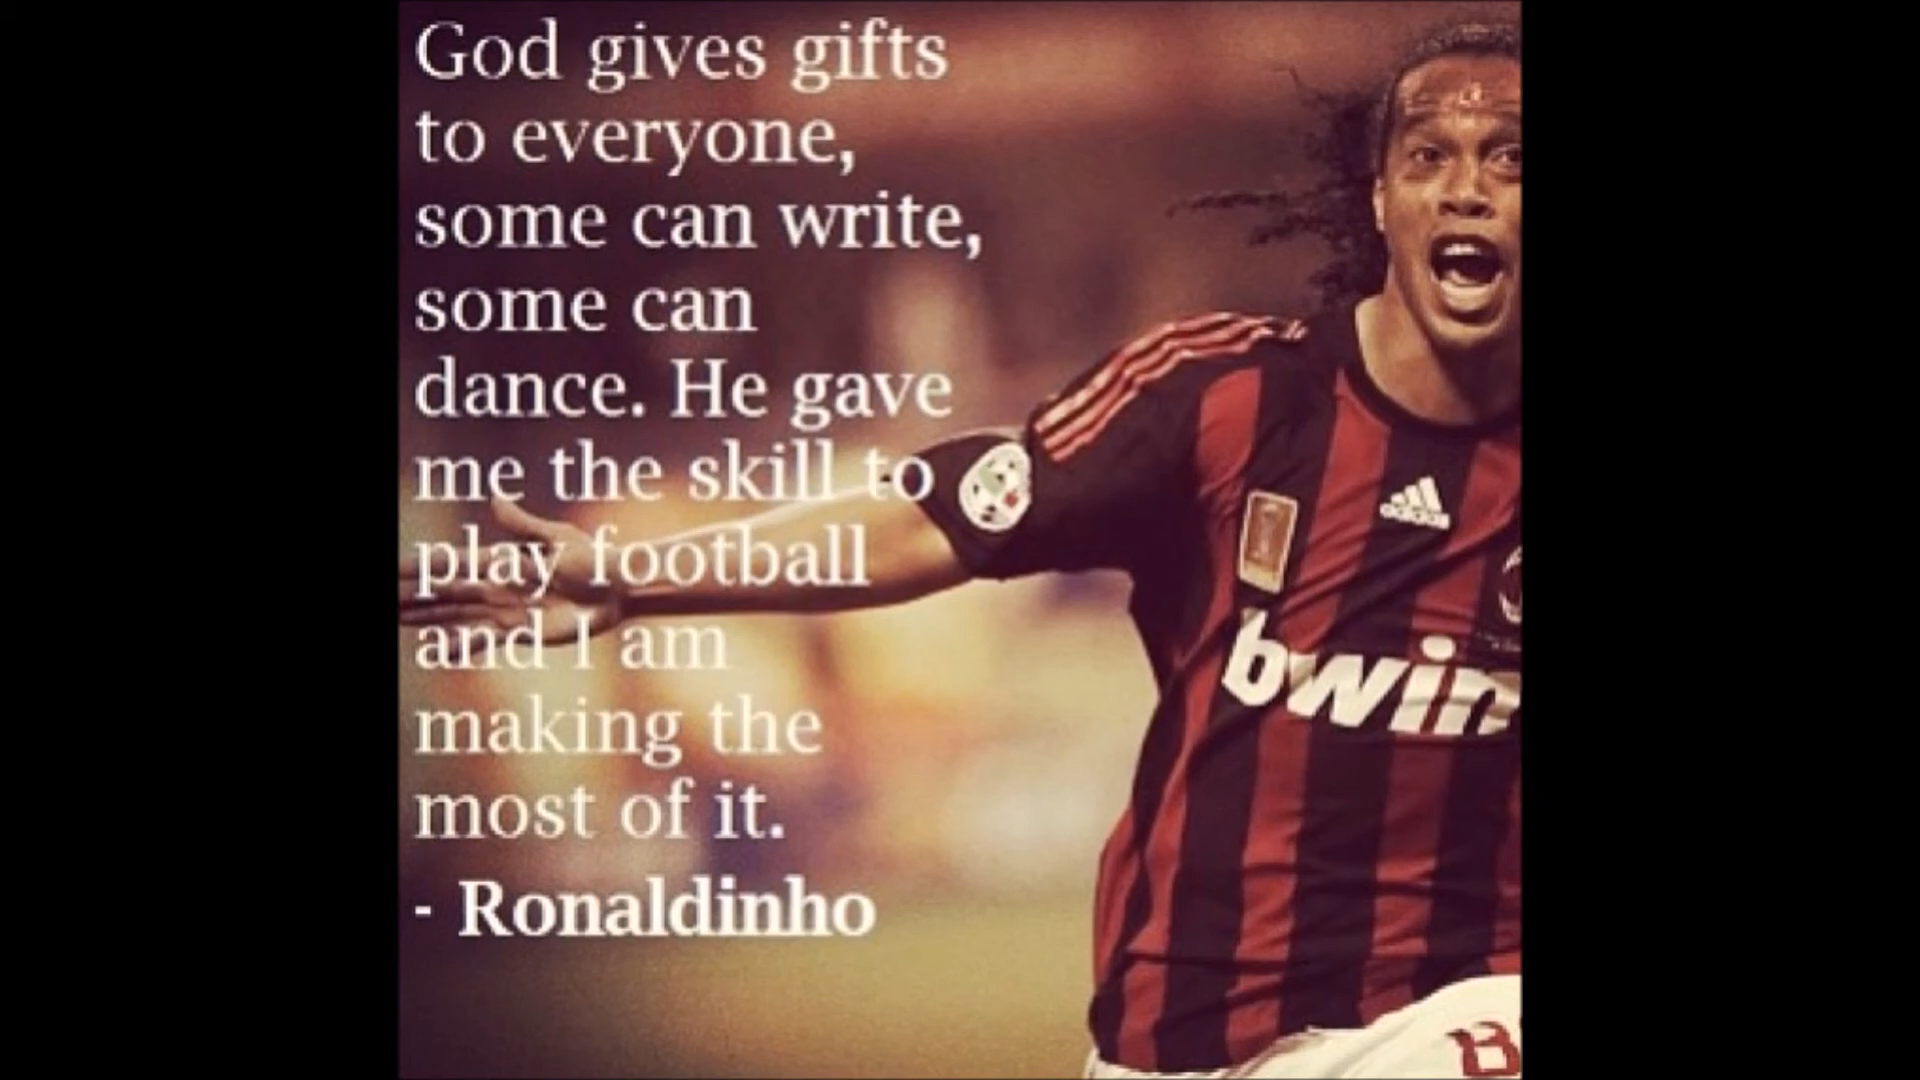 God gives gifts
to everyone,
some can write,
some can
dance. He gave
me the skill to
play football
and I am
making the
most of it.
- Ronaldinho
adidas
bwin